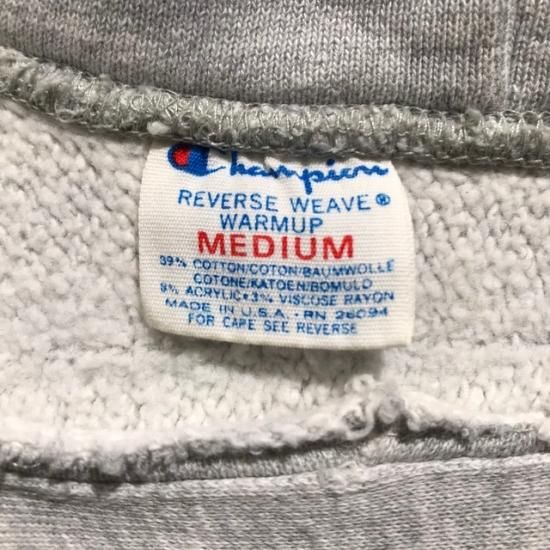 Champion
REVERSE WEAVE®
WARMUP
MEDIUM
89% COTTON/COTON/BAUMWOLLE
COTONE/KATOEN/BOMULD
8% ACRYLIC•3% VISCOSE RAYON
MADE IN U.S.A. • RN 26094
FOR CAPE SEE REVERSE